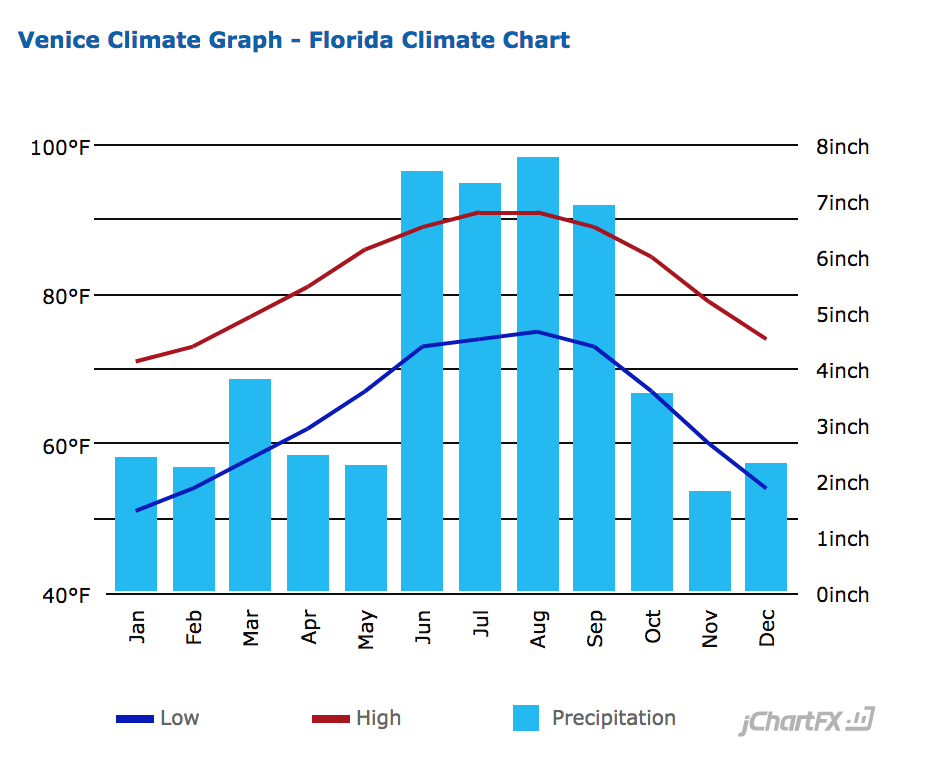 Venice Climate Graph - Florida Climate Chart
100°F
80°F
60°F
40°F
8inch
7inch
6inch
5inch
4inch
3inch
2inch
1inch
0inch
Jan
Feb
Mar
Apr
May
Jun
Jul
Aug
Sep
Oct
Nov
Dec
Low
High
Precipitation
jChartFX